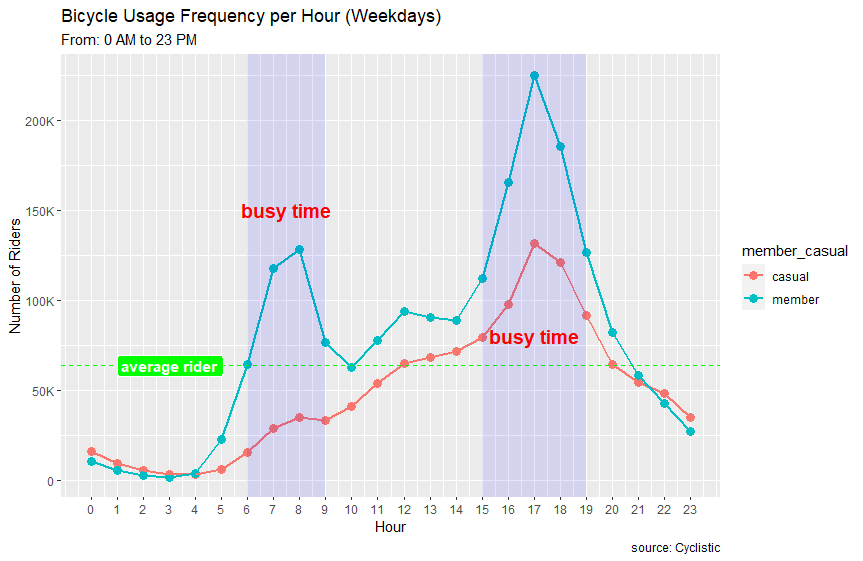 Bicycle Usage Frequency per Hour (Weekdays)
From: 0 AM to 23 PM
Number of Riders
200K
150K
100K
50K
0
busy time
busy time
average rider
member_casual
casual
member
0 1 2 3 4 5 6 7 8 9 10 11 12 13 14 15 16 17 18 19 20 21 22 23
Hour
source: Cyclistic